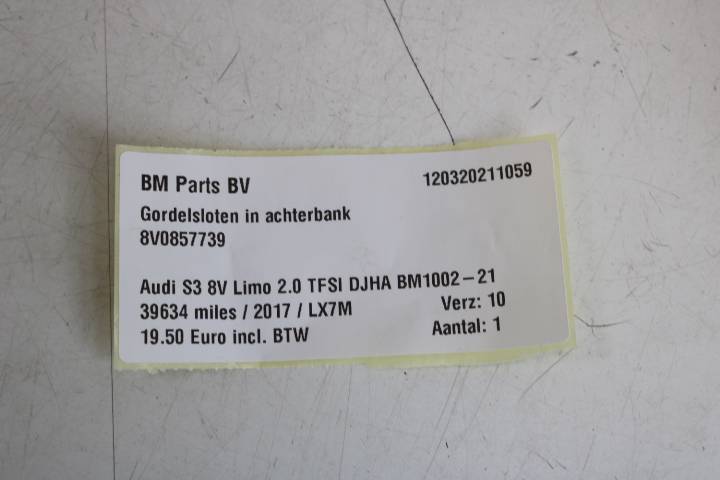 BM Parts BV 120320211059
Gordelsloten in achterbank
8V0857739
Audi S3 8V Limo 2.0 TFSI DJHA BM1002-21
39634 miles / 2017 / LX7M Verz: 10
19.50 Euro incl. BTW Aantal: 1